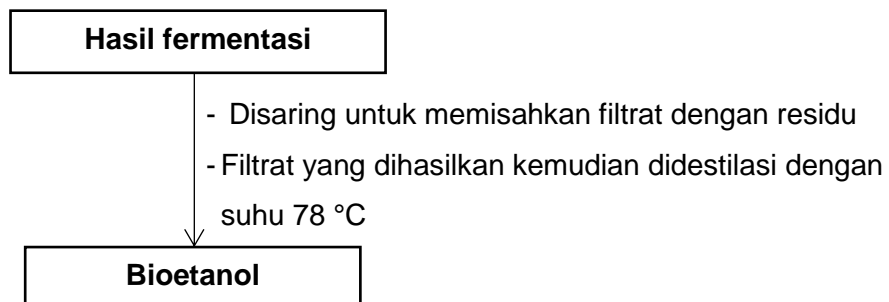 Hasil fermentasi
- Disaring untuk memisahkan filtrat dengan residu
- Filtrat yang dihasilkan kemudian didestilasi dengan
suhu 78 °C
Bioetanol